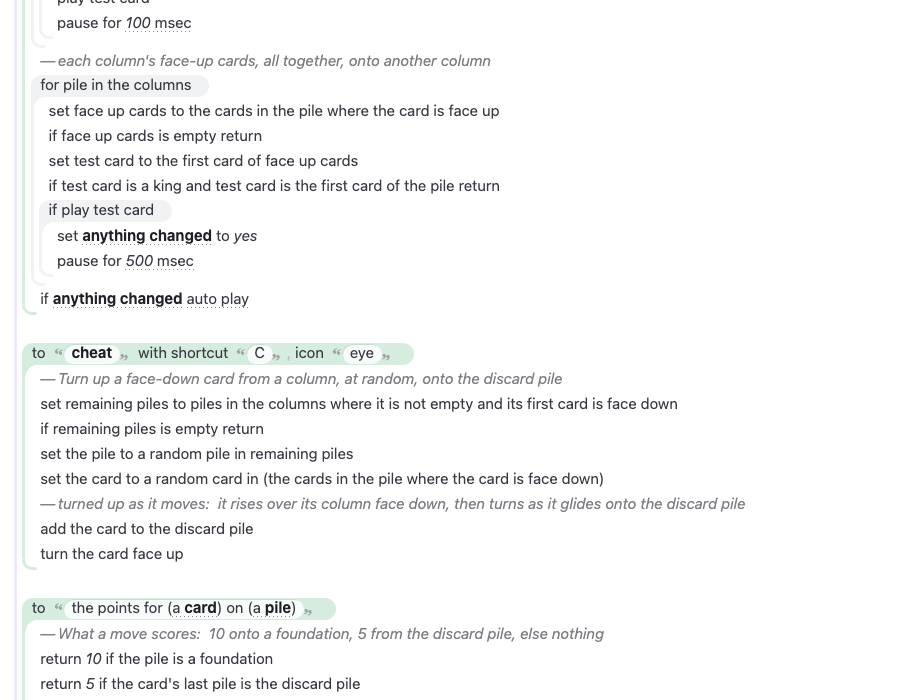 play test card
pause for 100 msec
— each column's face-up cards, all together, onto another column
for pile in the columns
set face up cards to the cards in the pile where the card is face up
if face up cards is empty return
set test card to the first card of face up cards
if test card is a king and test card is the first card of the pile return
if play test card
set anything changed to yes
pause for 500 msec
if anything changed auto play
to “ cheat ” with shortcut “ C ” , icon “ eye ”
— Turn up a face-down card from a column, at random, onto the discard pile
set remaining piles to piles in the columns where it is not empty and its first card is face down
if remaining piles is empty return
set the pile to a random pile in remaining piles
set the card to a random card in (the cards in the pile where the card is face down)
— turned up as it moves: it rises over its column face down, then turns as it glides onto the discard pile
add the card to the discard pile
turn the card face up
to “ the points for (a card) on (a pile) ”
— What a move scores: 10 onto a foundation, 5 from the discard pile, else nothing
return 10 if the pile is a foundation
return 5 if the card's last pile is the discard pile